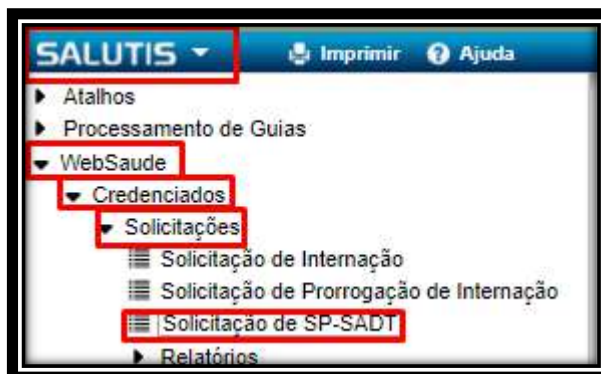 SALUTIS Imprimir Ajuda
Atalhos
Processamento de Guias
WebSaude
Credenciados
Solicitações
Solicitação de Internação
Solicitação de Prorrogação de Internação
Solicitação de SP-SADT
Relatórios